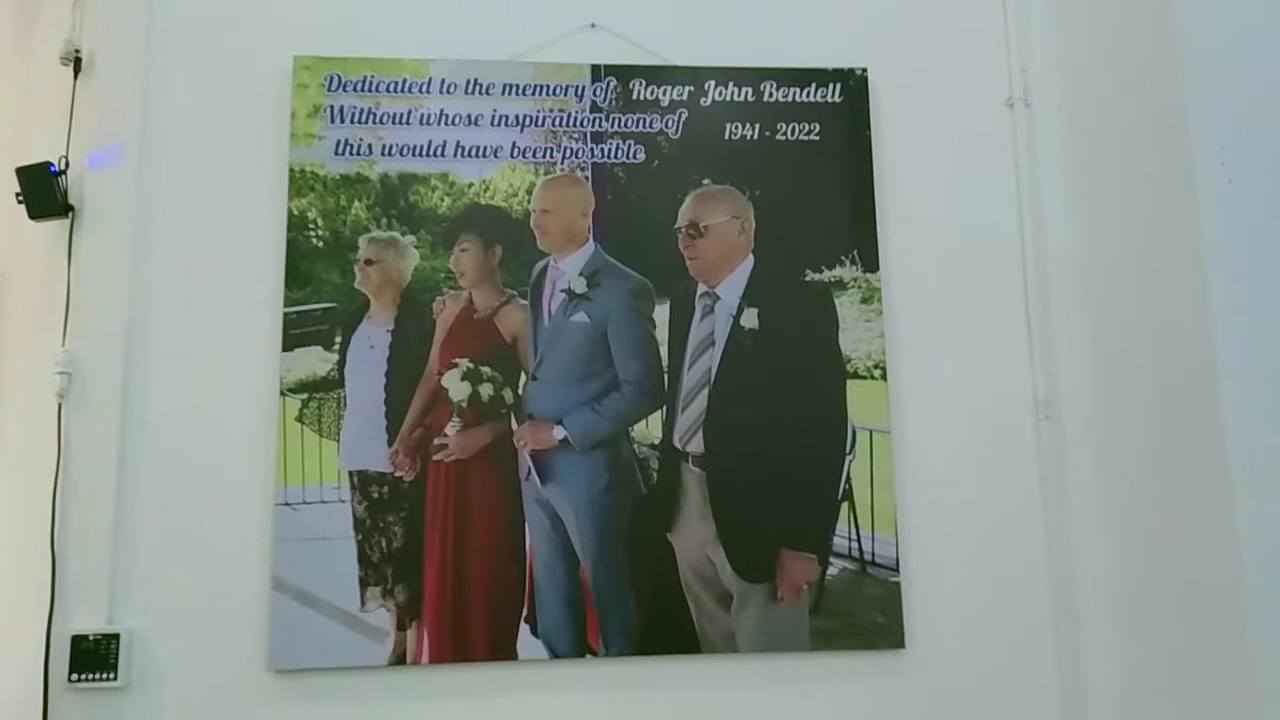 Dedicated to the memory of
Roger John Bendell
Without whose inspiration none of
1941 - 2022
this would have been possible